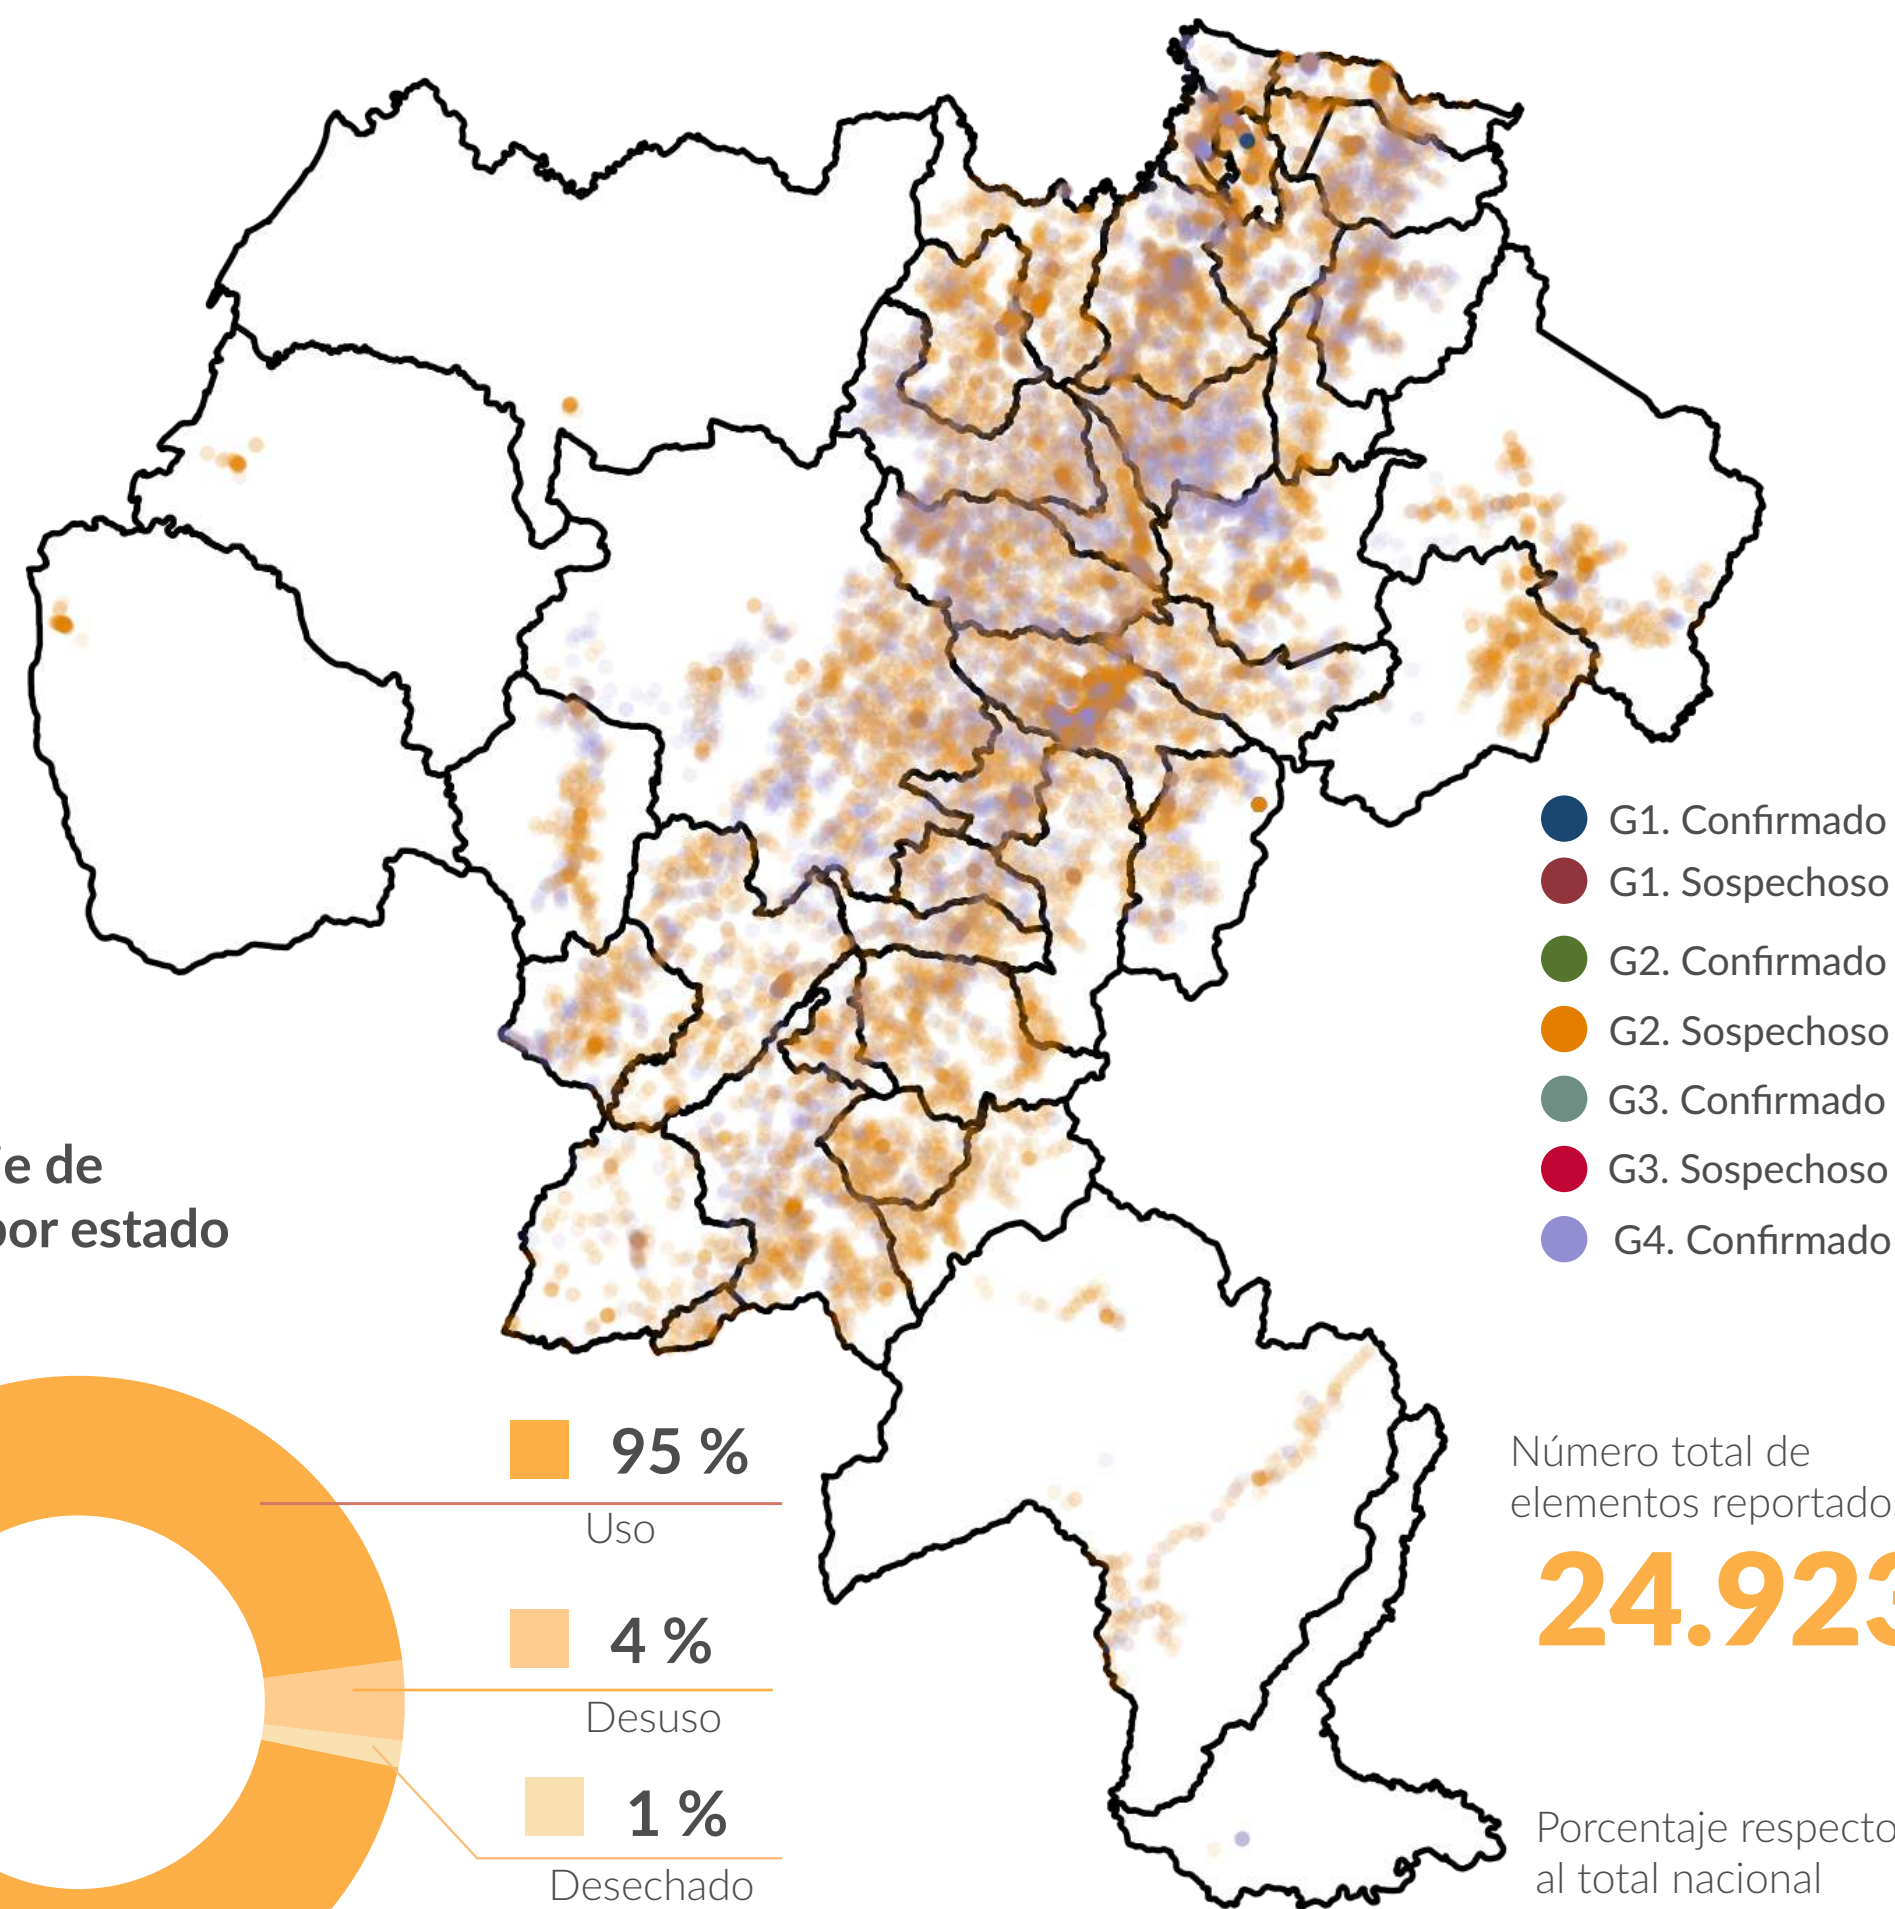 G1. Confirmado
G1. Sospechoso
G2. Confirmado
G2. Sospechoso
G3. Confirmado
G3. Sospechoso
G4. Confirmado
de
por estado
95 %
Uso
4 %
Desuso
1 %
Desechado
Número total de
elementos reportado
24.923
Porcentaje respecto
al total nacional